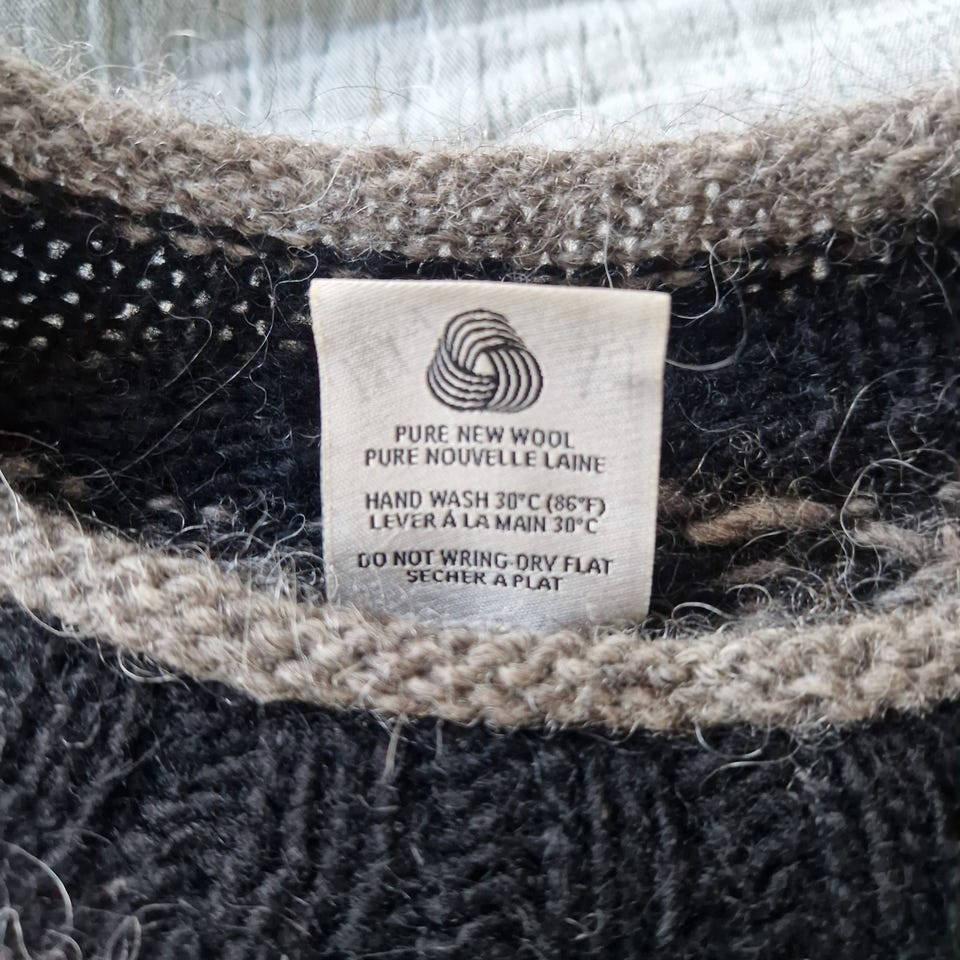 PURE NEW WOOL
PURE NOUVELLE LAINE
HAND WASH 30°C (86°F)
LEVER Á LA MAIN 30°C
DO NOT WRING-DRY FLAT
SECHER A PLAT